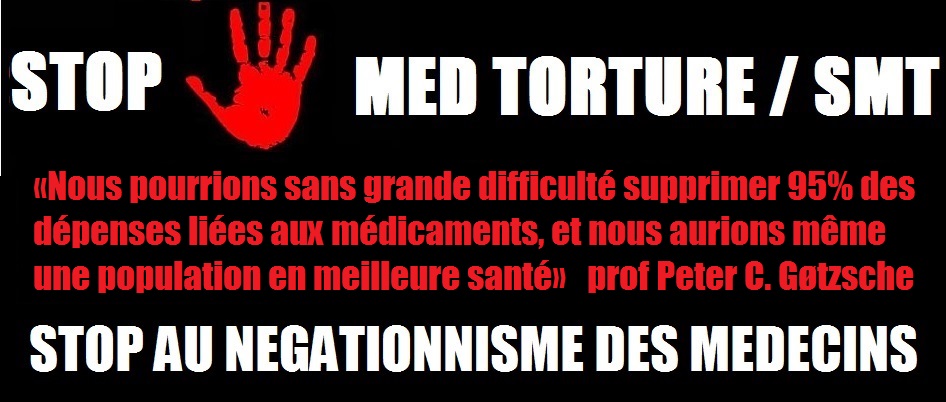 STOP MED TORTURE / SMT
«Nous pourrions sans grande difficulté supprimer 95% des
dépenses liées aux médicaments, et nous aurions même
une population en meilleure santé» prof Peter C. Gøtzsche
STOP AU NEGATIONNISME DES MEDECINS